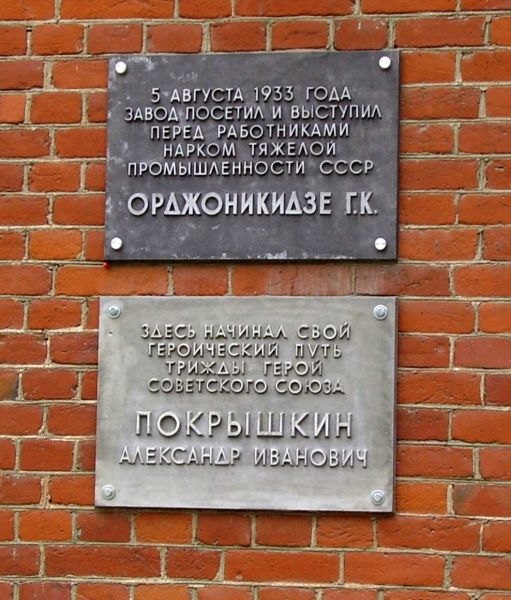 5 АВГУСТА 1933 ГОДА
ЗАВОД ПОСЕТИЛ И ВЫСТУПИЛ
ПЕРЕД РАБОТНИКАМИ
НАРКОМ ТЯЖЕЛОЙ
ПРОМЫШЛЕННОСТИ СССР
ОРДЖОНИКИДЗЕ Г.К.
ЗДЕСЬ НАЧИНАЛ СВОЙ
ГЕРОИЧЕСКИЙ ПУТЬ
ТРИЖДЫ ГЕРОЙ
СОВЕТСКОГО СОЮЗА
ПОКРЫШКИН
АЛЕКСАНДР ИВАНОВИЧ